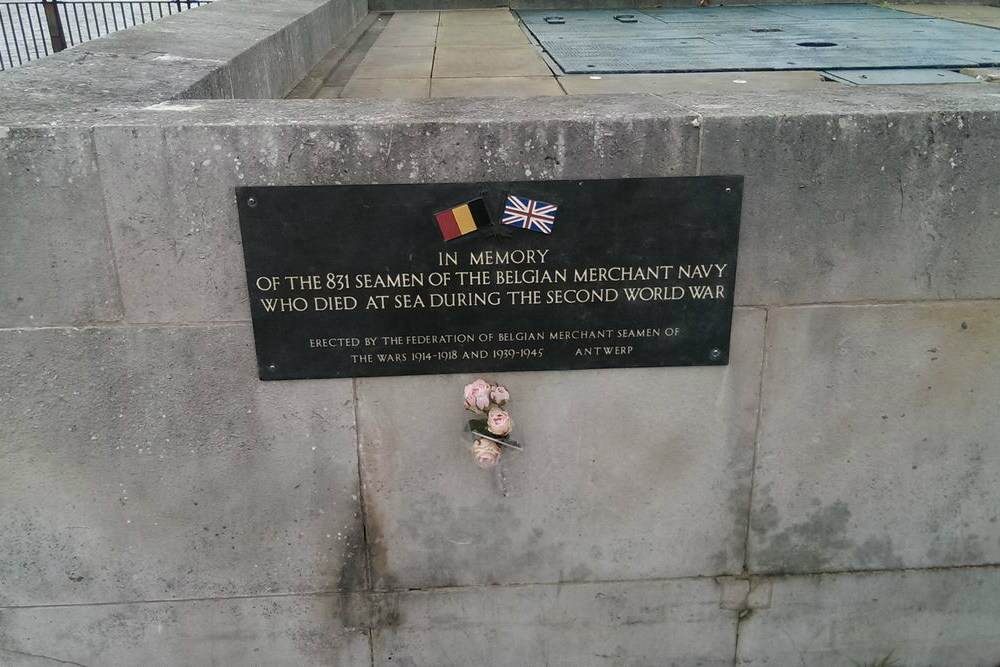 IN MEMORY
OF THE 831 SEAMEN OF THE BELGIAN MERCHANT NAVY
WHO DIED AT SEA DURING THE SECOND WORLD WAR
ERECTED BY THE FEDERATION OF BELGIAN MERCHANT SEAMEN OF
THE WARS 1914-1918 AND 1939-1945 ANTWERP